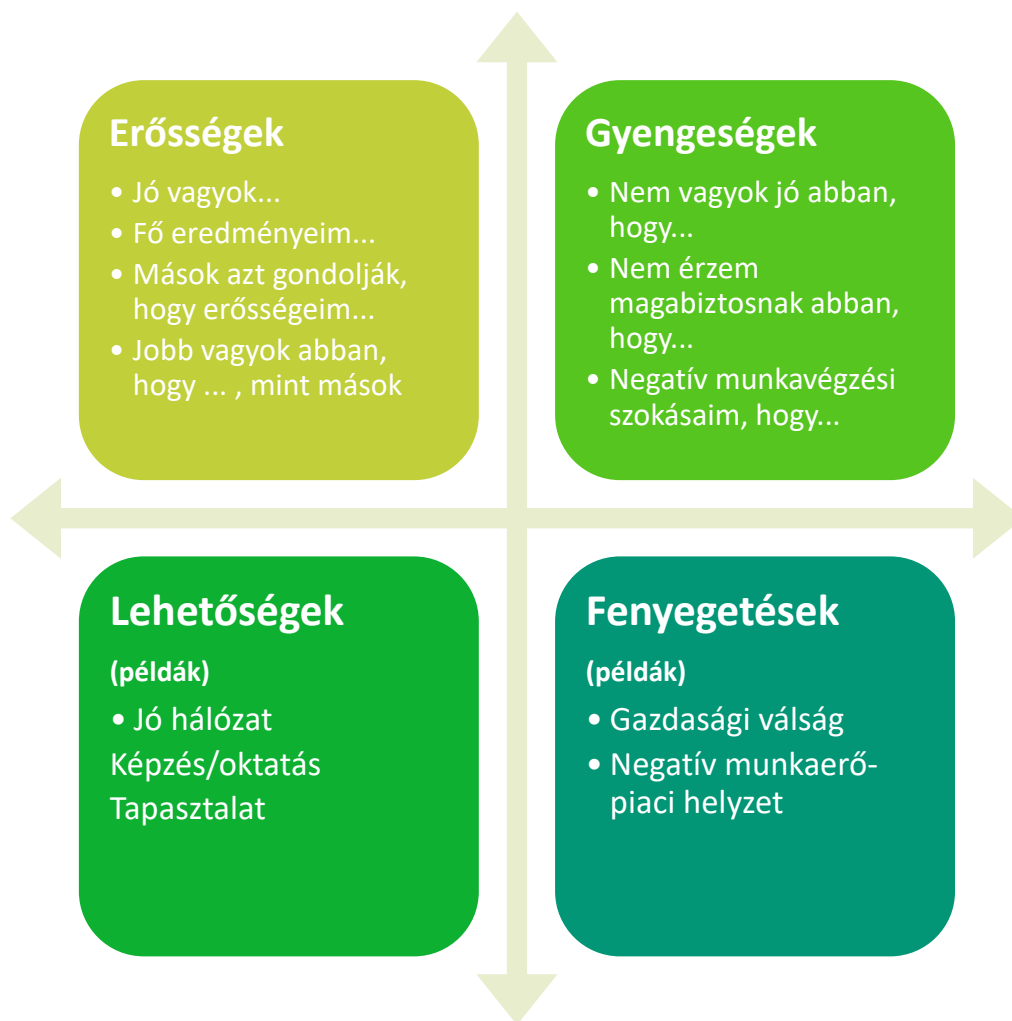 Erősségek
• Jó vagyok...
• Fő eredményeim...
• Mások azt gondolják,
hogy erősségeim...
• Jobb vagyok abban,
hogy ... , mint mások
Gyengeségek
• Nem vagyok jó abban,
hogy...
• Nem érzem
magabiztosnak abban,
hogy...
• Negatív munkavégzési
szokásaim, hogy...
Lehetőségek
(példák)
• Jó hálózat
Képzés/oktatás
Tapasztalat
Fenyegetések
(példák)
• Gazdasági válság
• Negatív munkaerő-
piaci helyzet